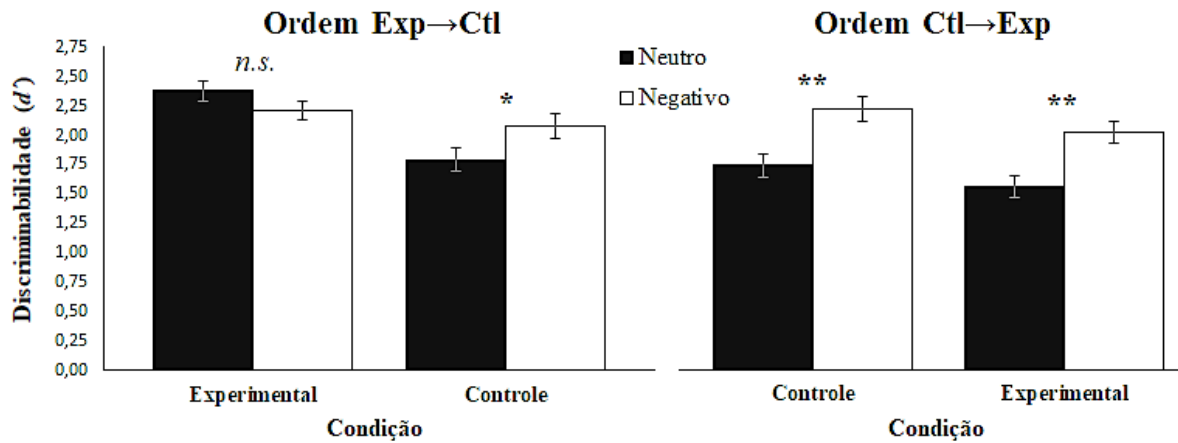 Ordem Exp→Ctl
Ordem Ctl→Exp
Discriminabilidade (d´)
2,75
2,50
2,25
2,00
1,75
1,50
1,25
1,00
0,75
0,50
0,25
0,00
n.s.
*
Neutro
Negativo
**
**
Experimental
Controle
Condição
Controle
Experimental
Condição